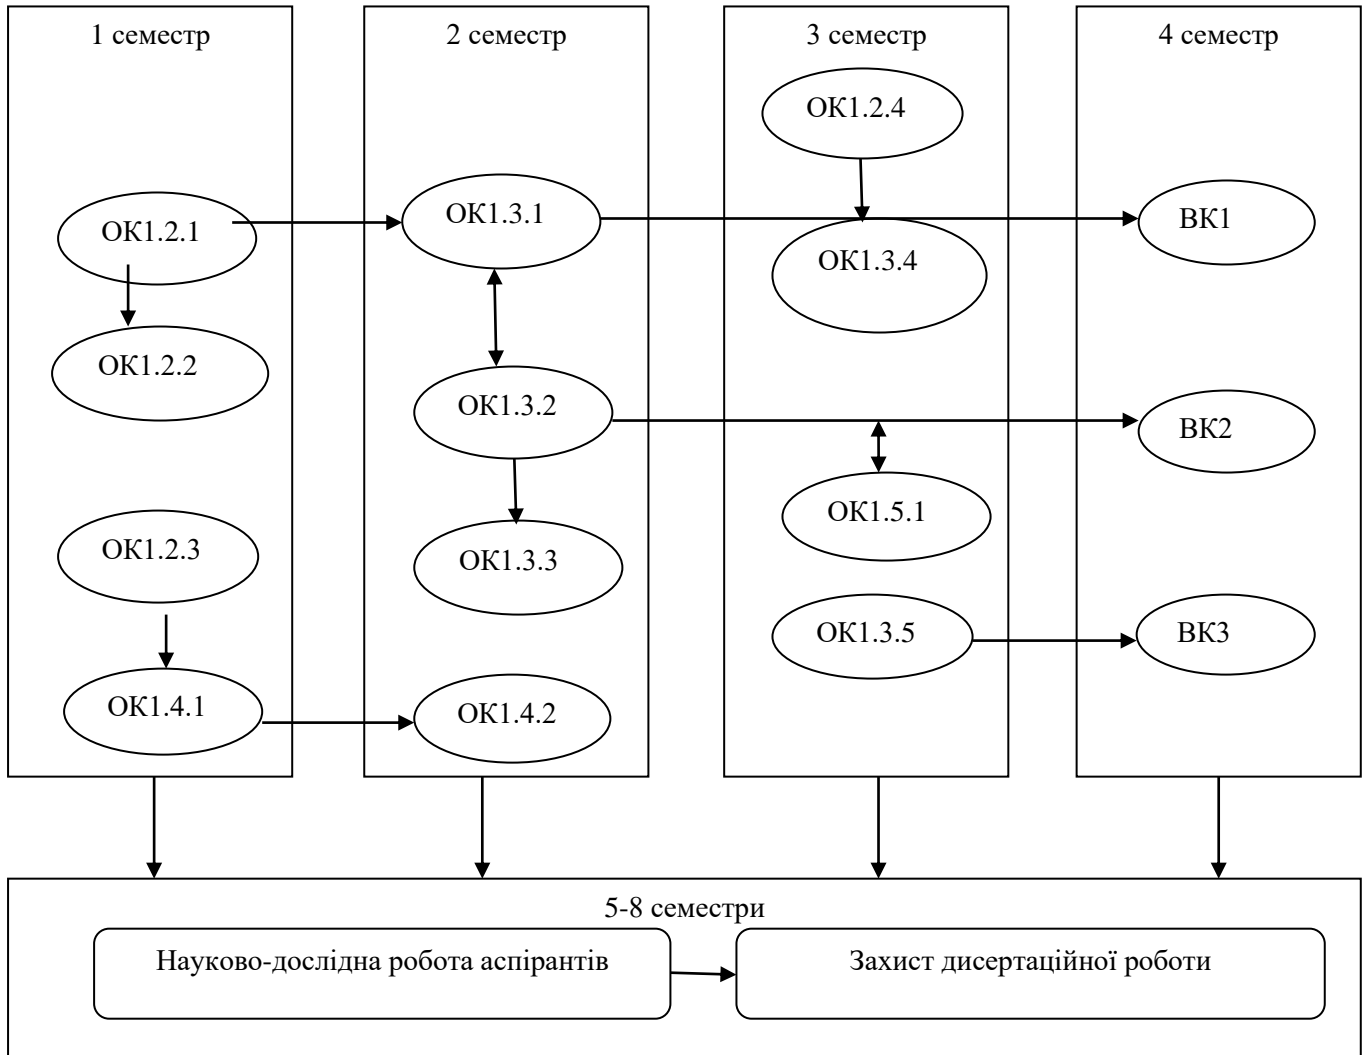 1 семестр
2 семестр
3 семестр
4 семестр
ОК1.2.4
ОК1.2.1
ОК1.3.1
ВК1
ОК1.3.4
ОК1.2.2
ОК1.3.2
ВК2
ОК1.5.1
ОК1.2.3
ОК1.3.3
ОК1.3.5
ВК3
ОК1.4.1
ОК1.4.2
5-8 семестри
Науково-дослідна робота аспірантів
Захист дисертаційної роботи